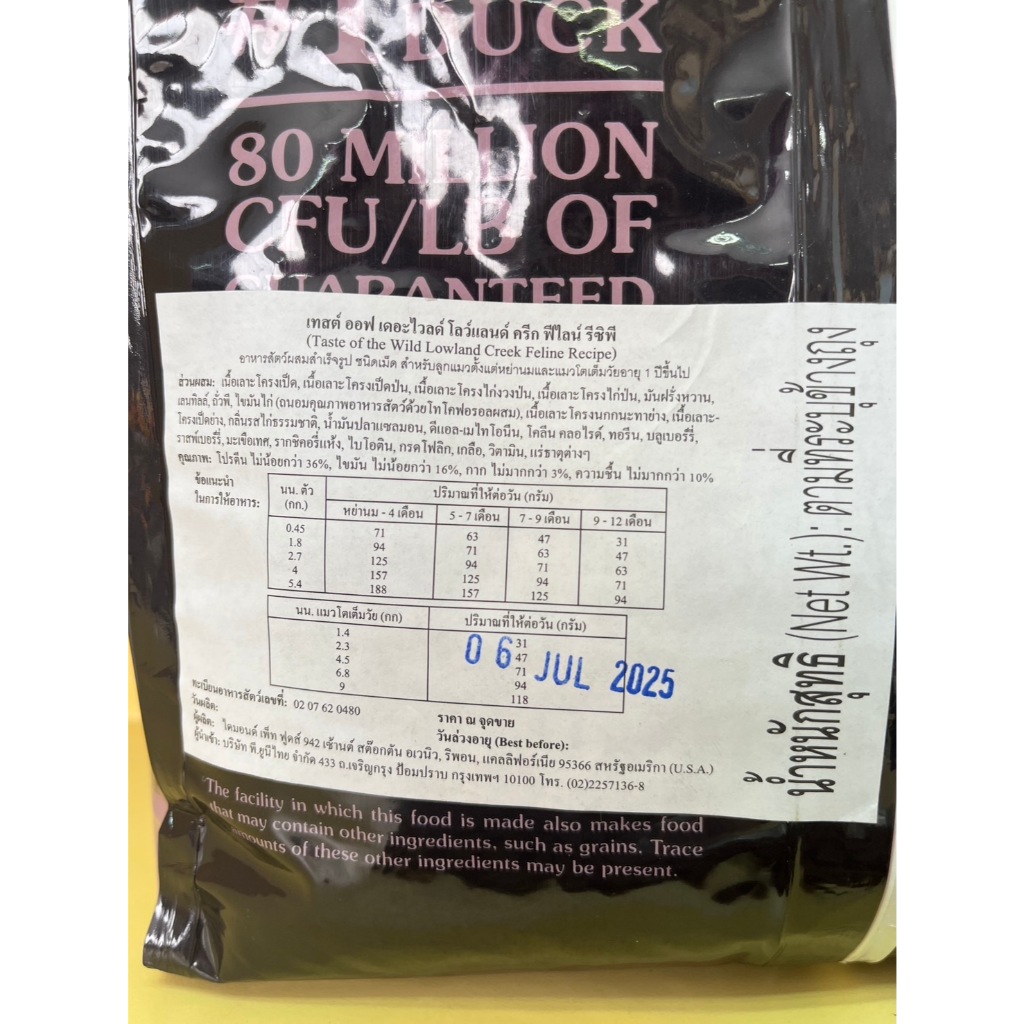 #1 DUCK
80 MILLION
CFU/LB OF
GUARANTEED
เทสต์ ออฟ เดอะไวลด์ โลว์แลนด์ ครีก ฟีไลน์ รีซิพี
(Taste of the Wild Lowland Creek Feline Recipe)
อาหารสัตว์ผสมสำเร็จรูป ชนิดเม็ด สำหรับลูกแมวตั้งแต่หย่านมและแมวโตเต็มวัยอายุ 1 ปีขึ้นไป
ส่วนผสม: เนื้อเลาะโครงเป็ด, เนื้อเลาะโครงเป็ดป่น, เนื้อเลาะโครงไก่งวงป่น, เนื้อเลาะโครงไก่ป่น, มันฝรั่งหวาน,
เลนทิลล์, ถั่วพี, ไขมันไก่ (ถนอมคุณภาพอาหารสัตว์ด้วยโทโคฟอรอลผสม), เนื้อเลาะโครงนกกนะทาย่าง, เนื้อเลาะ-
โครงเป็ดย่าง, กลิ่นรสไก่ธรรมชาติ, น้ำมันปลาแซลมอน, ดีแอล-เมไทโอนีน, โคลีน คลอไรด์, ทอรีน, บลูเบอร์รี่,
ราสพ์เบอร์รี่, มะเขือเทศ, รากชิคอรี่แห้ง, ไบโอติน, กรดโฟลิก, เกลือ, วิตามิน, แร่ธาตุต่างๆ
คุณภาพ: โปรตีน ไม่น้อยกว่า 36%, ไขมัน ไม่น้อยกว่า 16%, กาก ไม่มากกว่า 3%, ความชื้น ไม่มากกว่า 10%
ข้อแนะนำ
ในการให้อาหาร:
นน. ตัว (กก.) ปริมาณที่ให้ต่อวัน (กรัม)
หย่านม - 4 เดือน 5 - 7 เดือน 7 - 9 เดือน 9 - 12 เดือน
0.45 71 63 47 31
1.8 94 71 63 47
2.7 125 94 71 63
4 157 125 94 71
5.4 188 157 125 94
นน. แมวโตเต็มวัย (กก) ปริมาณที่ให้ต่อวัน (กรัม)
1.4 31
2.3 47
4.5 71
6.8 94
9 118
06 JUL 2025
ทะเบียนอาหารสัตว์เลขที่: 02 07 62 0480
วันผลิต:
ราคา ณ จุดขาย
วันล่วงอายุ (Best before):
ผู้ผลิต: ไดมอนด์ เพ็ท ฟูดส์ 942 เซ้านต์ สต๊อกตัน อเวนิว, ริพอน, แคลลิฟอร์เนีย 95366 สหรัฐอเมริกา (U.S.A.)
ผู้นำเข้า: บริษัท พี.ยูนีไทย จำกัด 433 ถ.เจริญกรุง ป้อมปราบ กรุงเทพฯ 10100 โทร. (02)2257136-8
น้ำหนักสุทธิ (Net Wt.): ตามที่ระบุข้างถุง
The facility in which this food is made also makes food
that may contain other ingredients, such as grains. Trace
amounts of these other ingredients may be present.